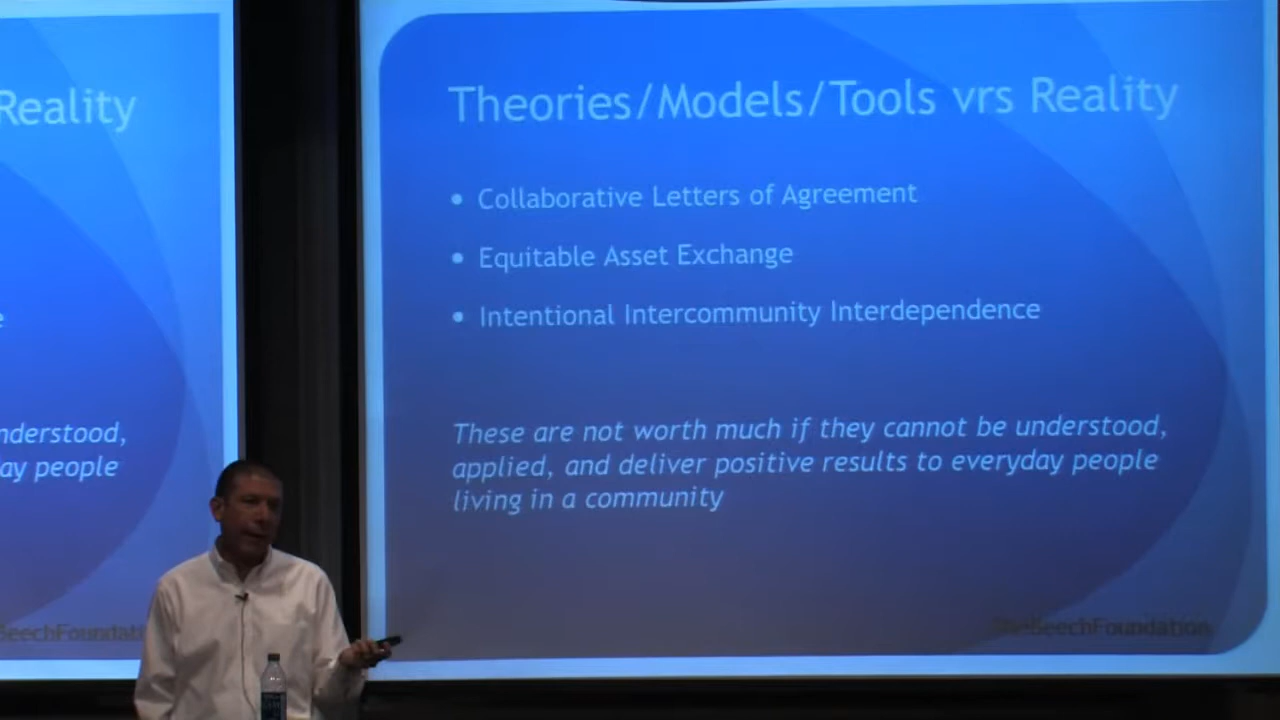 Reality
nderstood,
ay people
BeechFoundati
Theories/Models/Tools vrs Reality
• Collaborative Letters of Agreement
• Equitable Asset Exchange
• Intentional Intercommunity Interdependence
These are not worth much if they cannot be understood,
applied, and deliver positive results to everyday people
living in a community
TheBeechFoundation